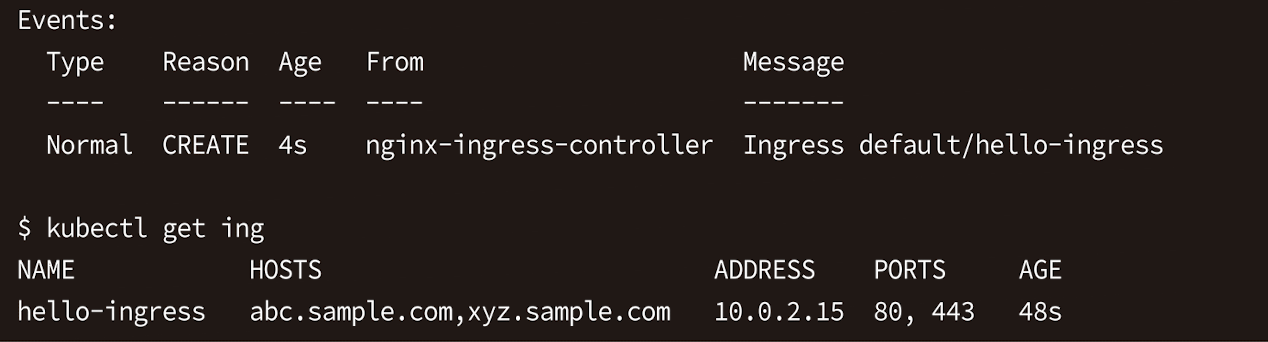 Events:
  Type    Reason  Age   From                      Message
  ----    ------  ----  ----                      -------
  Normal  CREATE  4s    nginx-ingress-controller  Ingress default/hello-ingress

$ kubectl get ing
NAME            HOSTS                           ADDRESS    PORTS     AGE
hello-ingress   abc.sample.com,xyz.sample.com   10.0.2.15  80, 443   48s